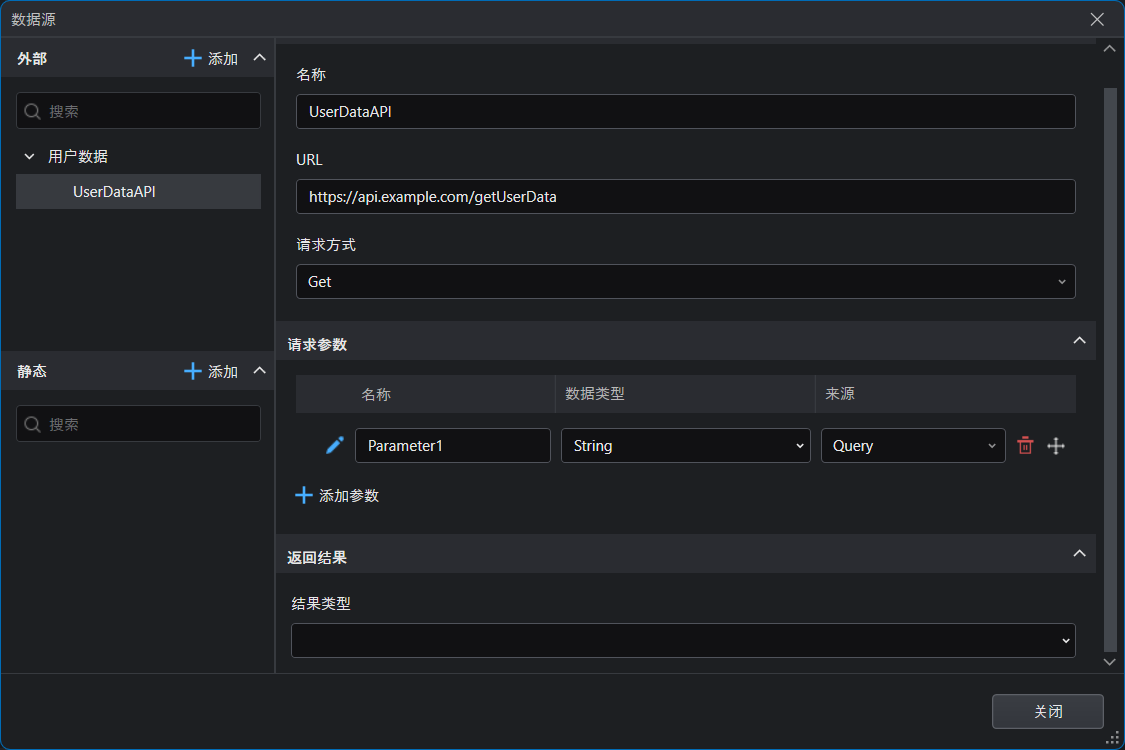 数据源
外部
添加
搜索
用户数据
UserDataAPI
静态
添加
搜索
名称
UserDataAPI
URL
https://api.example.com/getUserData
请求方式
Get
请求参数
名称 数据类型 来源
Parameter1 String Query
添加参数
返回结果
结果类型
关闭